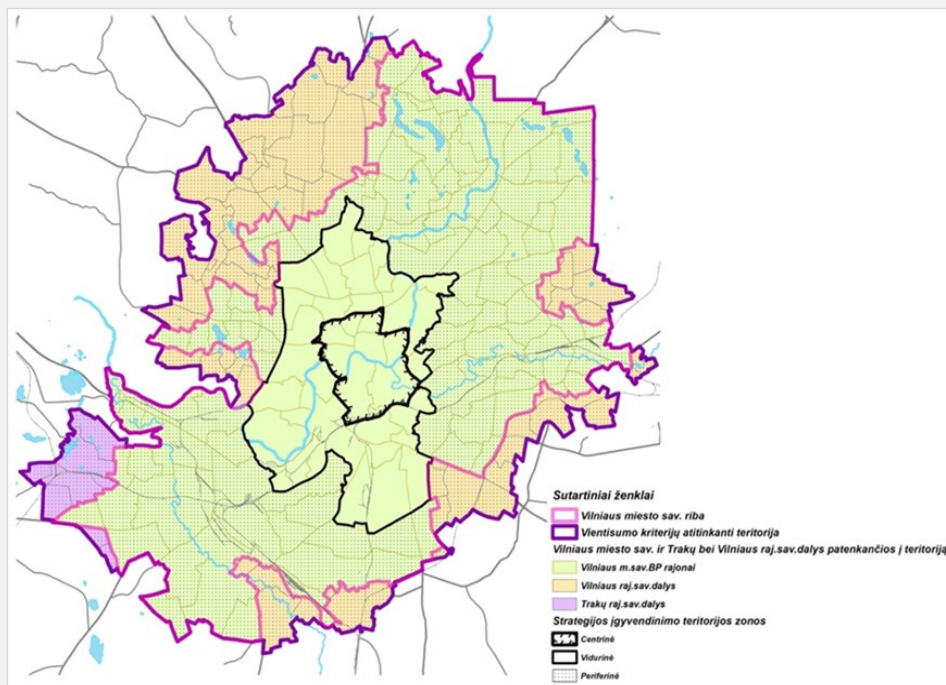 Sutartiniai ženklai
Vilniaus miesto sav. riba
Vientisumo kriterijų atitinkanti teritorija
Vilniaus miesto sav. ir Trakų bei Vilniaus raj.sav.dalys patenkančios į teritoriją
Vilniaus m.sav.BP rajonai
Vilniaus raj.sav.dalys
Trakų raj.sav.dalys
Strategijos įgyvendinimo teritorijos zonos
Centrinė
Vidurinė
Periferinė